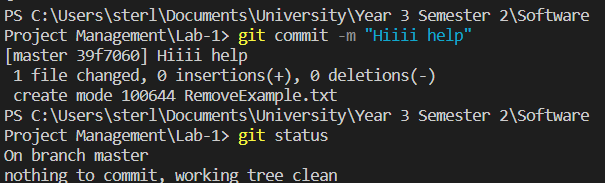 PS C:\Users\sterl\Documents\University\Year 3 Semester 2\Software
Project Management\Lab-1> git commit -m "Hiiii help"
[master 39f7060] Hiiii help
 1 file changed, 0 insertions(+), 0 deletions(-)
 create mode 100644 RemoveExample.txt
PS C:\Users\sterl\Documents\University\Year 3 Semester 2\Software
Project Management\Lab-1> git status
On branch master
nothing to commit, working tree clean